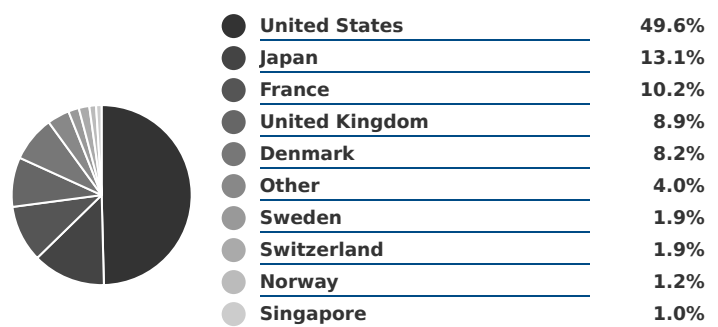 United States 49.6%
Japan 13.1%
France 10.2%
United Kingdom 8.9%
Denmark 8.2%
Other 4.0%
Sweden 1.9%
Switzerland 1.9%
Norway 1.2%
Singapore 1.0%